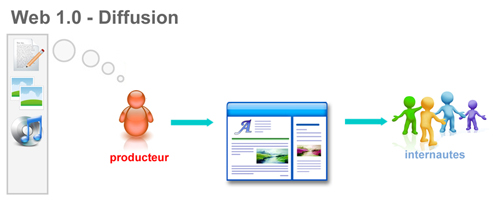 Web 1.0 - Diffusion
producteur
A
internautes